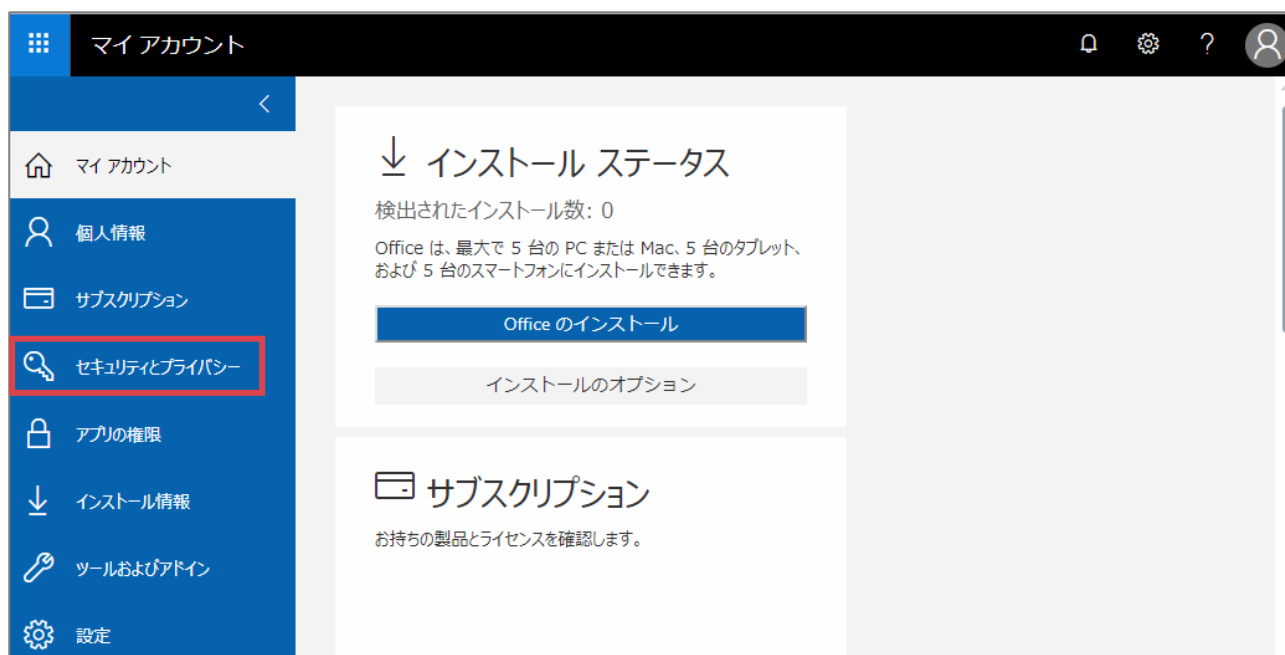 マイ アカウント
マイ アカウント
個人情報
サブスクリプション
セキュリティとプライバシー
アプリの権限
インストール情報
ツールおよびアドイン
設定
インストール ステータス
検出されたインストール数: 0
Office は、最大で 5 台の PC または Mac、5 台のタブレット、
および 5 台のスマートフォンにインストールできます。
Office のインストール
インストールのオプション
サブスクリプション
お持ちの製品とライセンスを確認します。